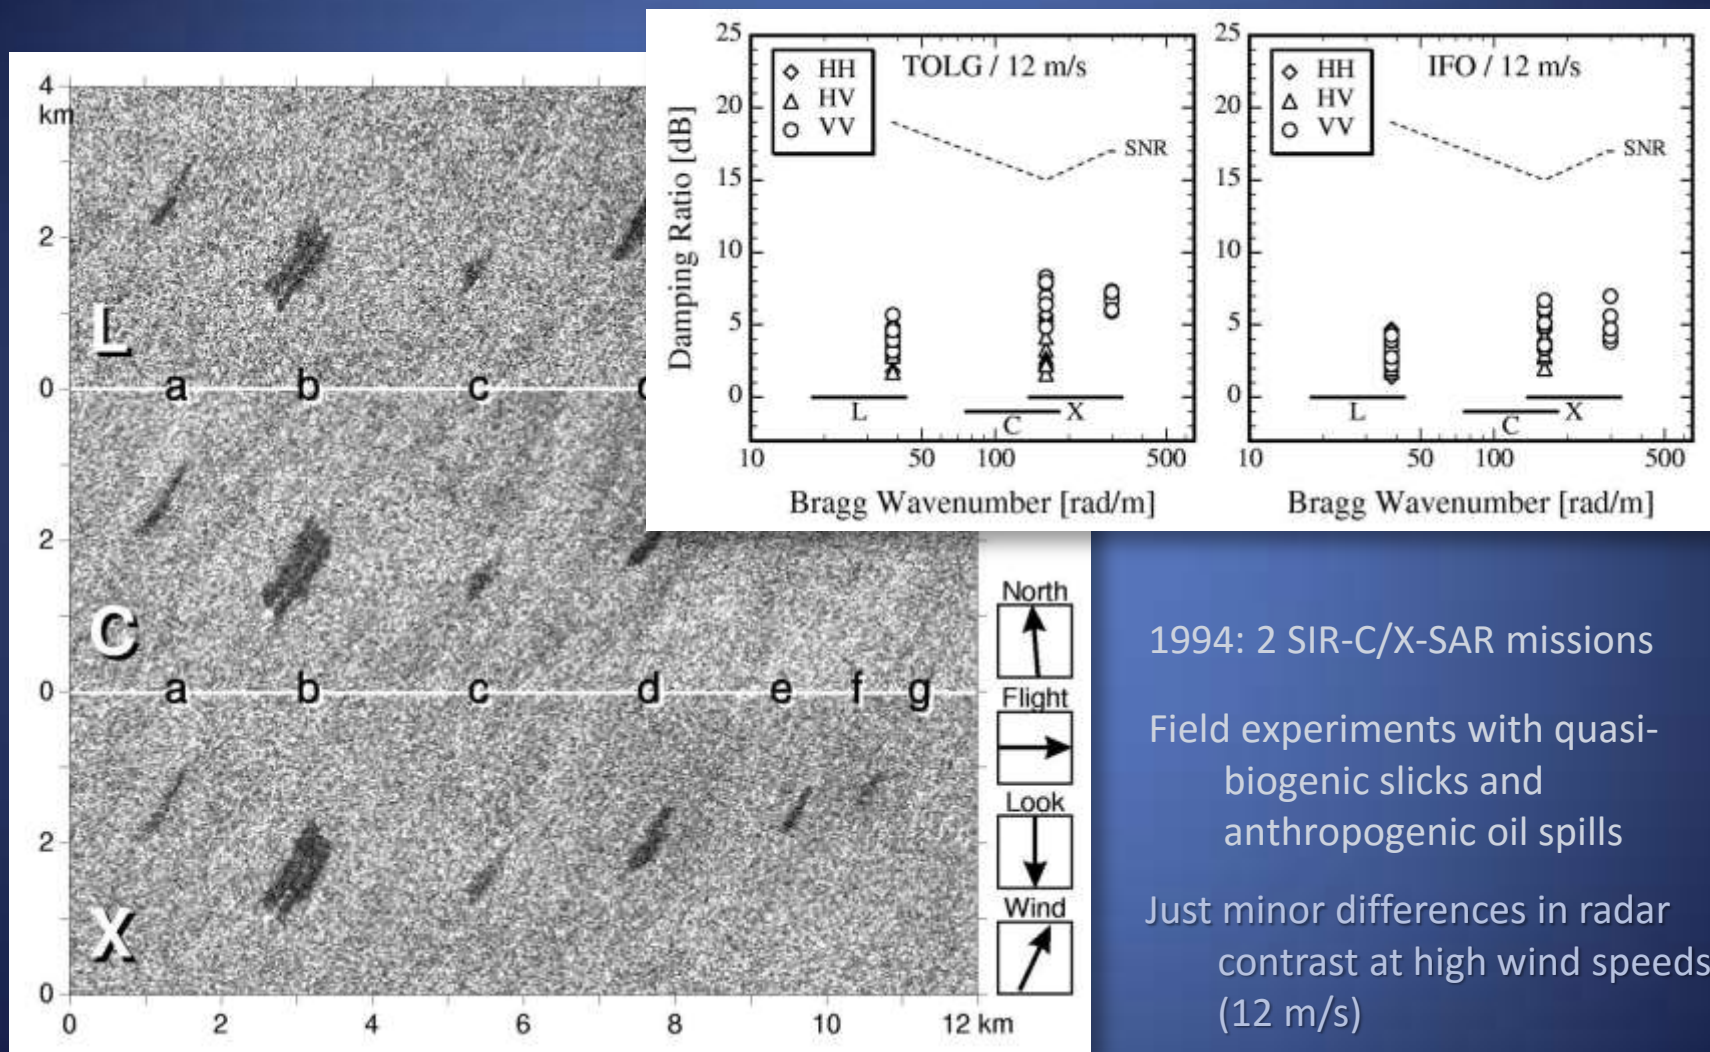 4
km
2
L
0
a b c
2
C
0
a b c d e f g
2
X
0
0 2 4 6 8 10 12 km
North
Flight
Look
Wind
25
20
15
10
5
0
Damping Ratio [dB]
HH
HV
VV
TOLG / 12 m/s
SNR
L
C
X
10 50 100 500
Bragg Wavenumber [rad/m]
25
20
15
10
5
0
HH
HV
VV
IFO / 12 m/s
SNR
L
C
X
10 50 100 500
Bragg Wavenumber [rad/m]
1994: 2 SIR-C/X-SAR missions
Field experiments with quasi-
biogenic slicks and
anthropogenic oil spills
Just minor differences in radar
contrast at high wind speeds
(12 m/s)